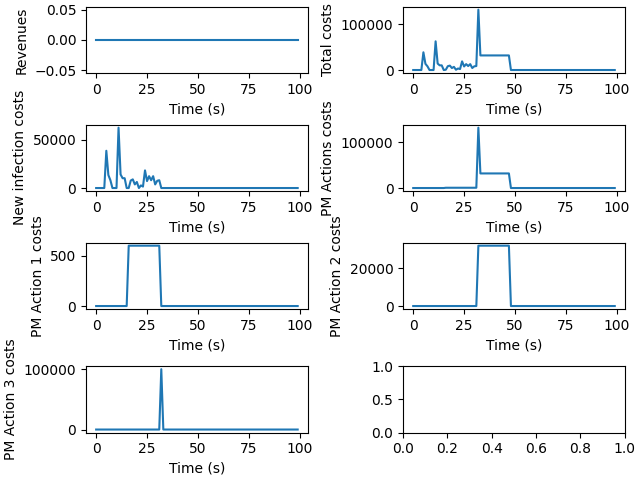 Revenues
0.05
0.00
−0.05
0 25 50 75 100
Time (s)
Total costs
100000
0
0 25 50 75 100
Time (s)
New infection costs
50000
0
0 25 50 75 100
Time (s)
PM Actions costs
100000
0
0 25 50 75 100
Time (s)
PM Action 1 costs
500
0
0 25 50 75 100
Time (s)
PM Action 2 costs
20000
0
0 25 50 75 100
Time (s)
PM Action 3 costs
100000
0
0 25 50 75 100
Time (s)
1.0
0.5
0.0
0.0 0.2 0.4 0.6 0.8 1.0